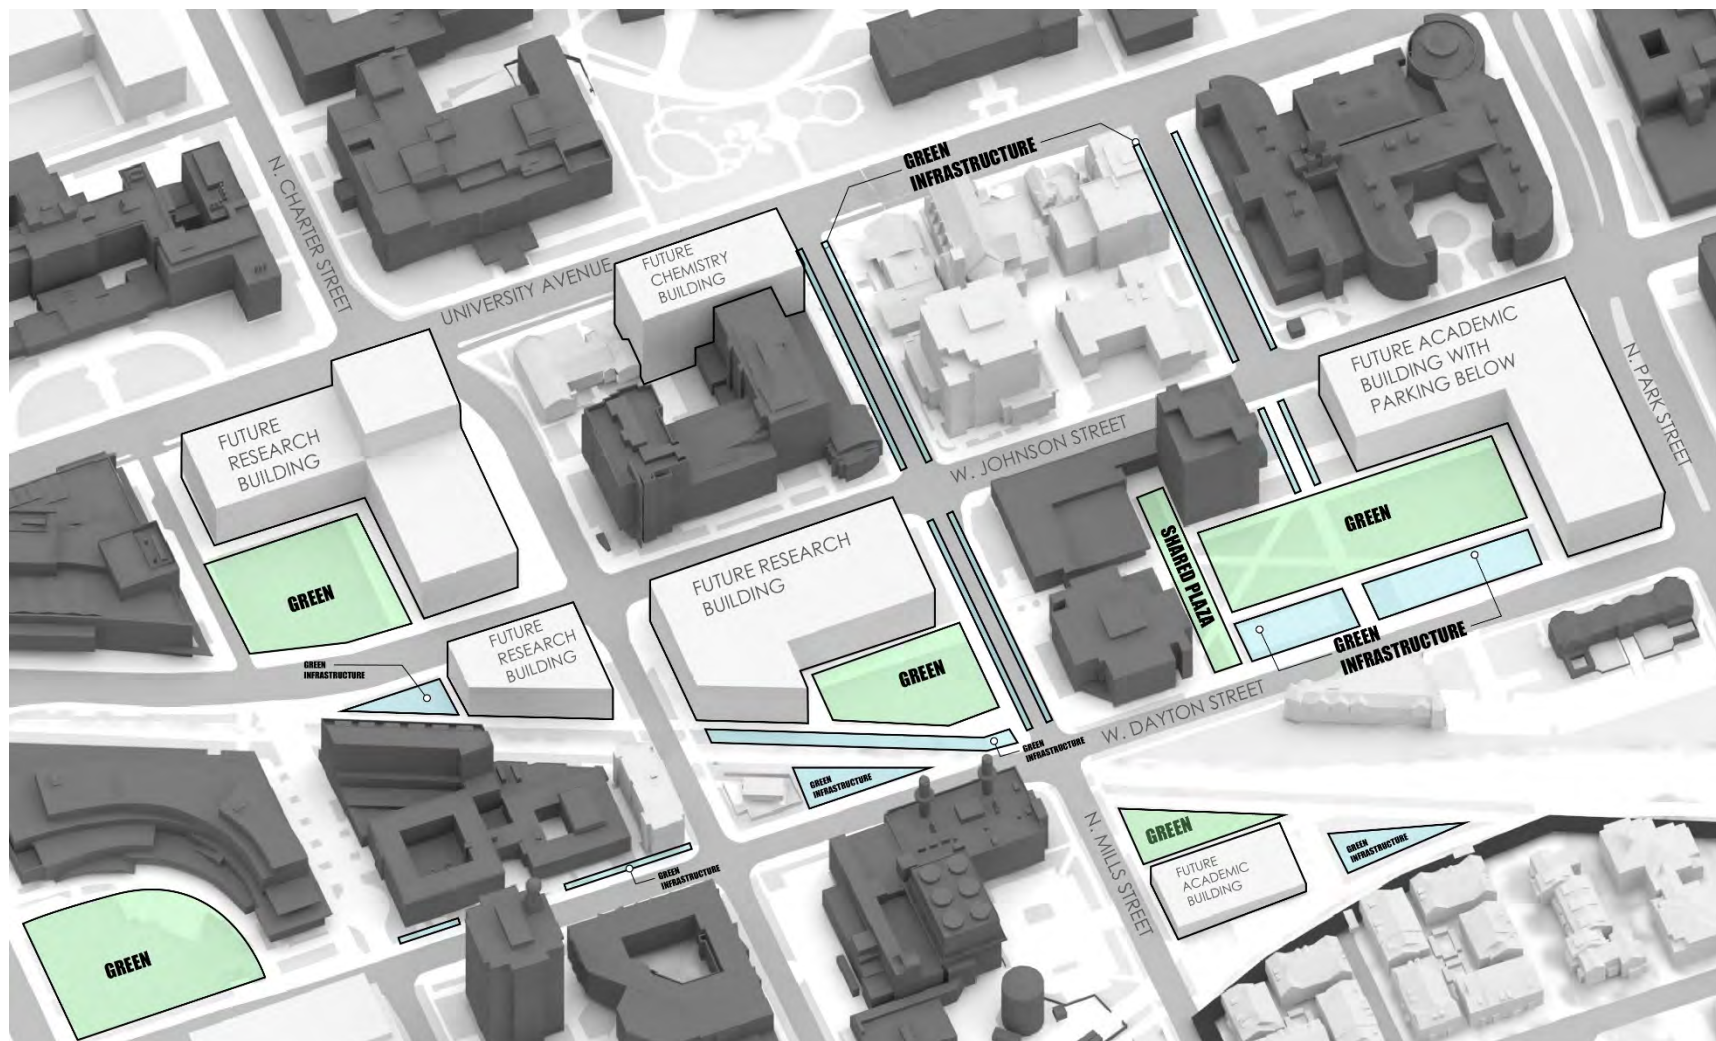 GREEN
INFRASTRUCTURE
N. CHARTER STREET
UNIVERSITY AVENUE
FUTURE
CHEMISTRY
BUILDING
FUTURE ACADEMIC
BUILDING WITH
PARKING BELOW
N. PARK STREET
FUTURE
RESEARCH
BUILDING
W. JOHNSON STREET
GREEN
SHARED PLAZA
FUTURE RESEARCH
BUILDING
GREEN
FUTURE
RESEARCH
BUILDING
GREEN
INFRASTRUCTURE
GREEN
GREEN
INFRASTRUCTURE
W. DAYTON STREET
GREEN
INFRASTRUCTURE
GREEN
INFRASTRUCTURE
N. MILLS STREET
GREEN
FUTURE
ACADEMIC
BUILDING
GREEN
INFRASTRUCTURE
GREEN
INFRASTRUCTURE
GREEN